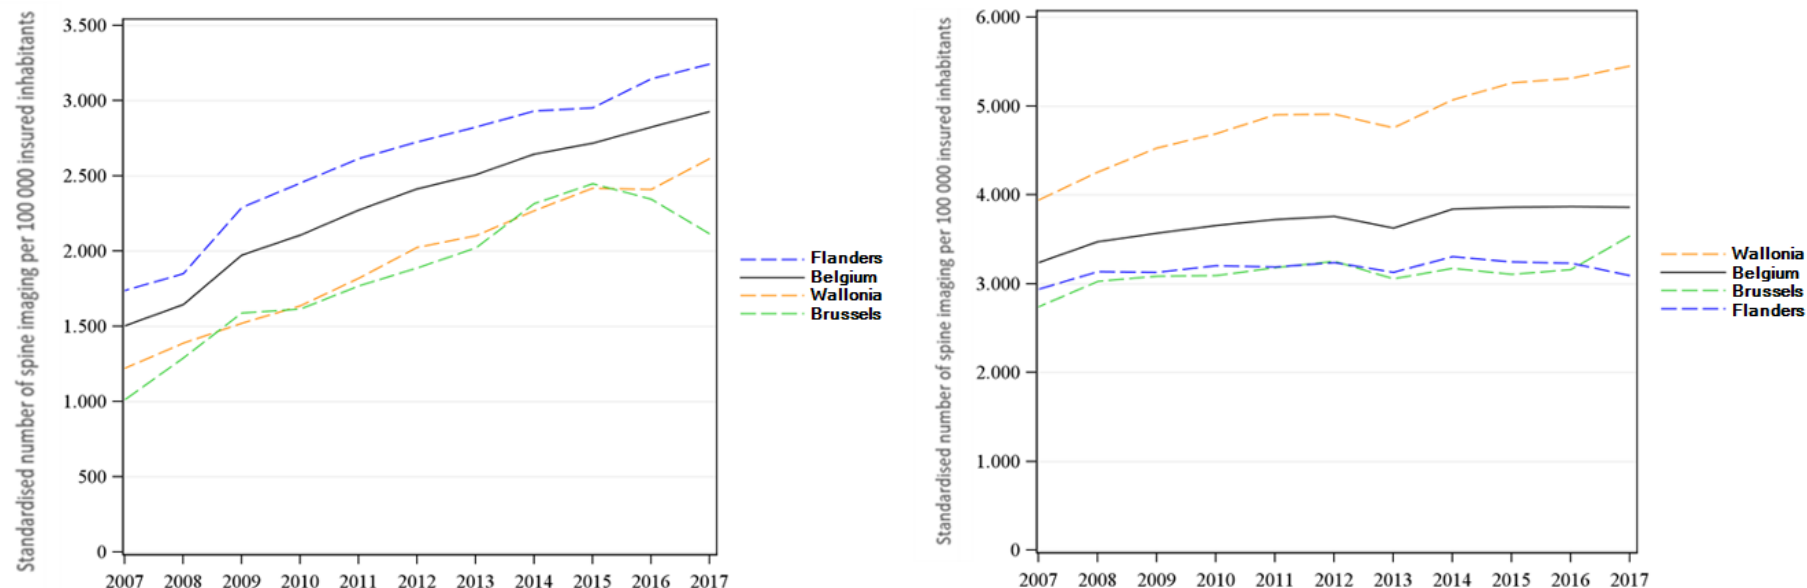 Standardised number of spine imaging per 100 000 insured inhabitants
3.500
3.000
2.500
2.000
1.500
1.000
500
0
2007 2008 2009 2010 2011 2012 2013 2014 2015 2016 2017
Flanders
Belgium
Wallonia
Brussels
Standardised number of spine imaging per 100 000 insured inhabitants
6.000
5.000
4.000
3.000
2.000
1.000
0
2007 2008 2009 2010 2011 2012 2013 2014 2015 2016 2017
Wallonia
Belgium
Brussels
Flanders